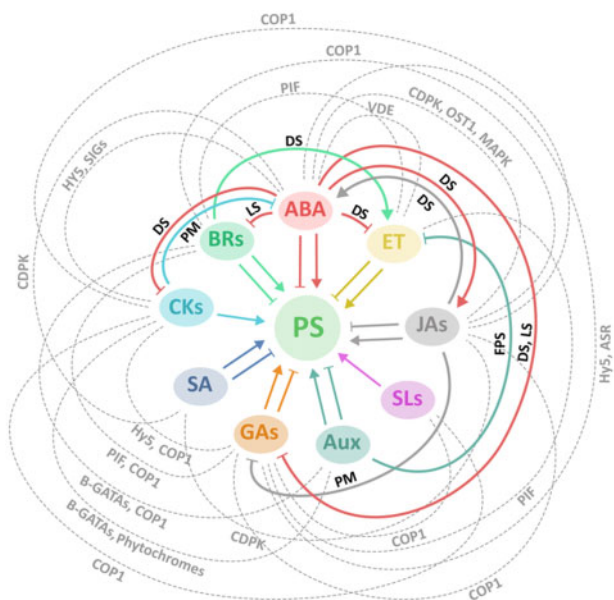 COP1
COP1
PIF
CDPK, OST1, MAPK
VDE
HY5, SIGs
DS
DS
DS
LS
ABA
DS
DS
PM
BRs
ET
CDPK
CKs
PS
JAs
FPS
DS, LS
Hy5, ASR
SA
SLs
GAs
Aux
Hy5, COP1
PIF, COP1
PM
PIF
B-GATAs, COP1
CDPK
COP1
B-GATAs, Phytochromes
COP1
COP1